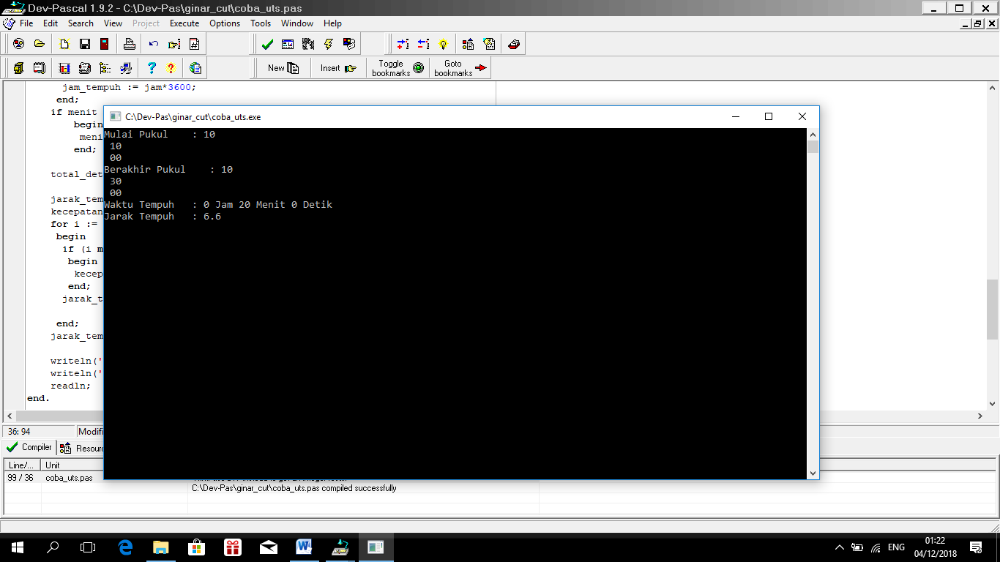 Dev-Pascal 1.9.2 - C:\Dev-Pas\ginar_cut\coba_uts.pas
File Edit Search View Project Execute Options Tools Window Help
New Insert Toggle bookmarks Goto bookmarks
jam_tempuh := jam*3600;
end;
if menit
begin
meni
end;
total_det
jarak_tem
kecepatan
for i :=
begin
if (i m
begin
kecep
end;
jarak_t
end;
jarak_tem
writeln('
writeln('
readln;
end.
C:\Dev-Pas\ginar_cut\coba_uts.exe
Mulai Pukul : 10
10
00
Berakhir Pukul : 10
30
00
Waktu Tempuh : 0 Jam 20 Menit 0 Detik
Jarak Tempuh : 6.6
36: 94 Modifi
Compiler Resourc
Line/... Unit
99 / 36 coba_uts.pas
C:\Dev-Pas\ginar_cut\coba_uts.pas compiled successfully
ENG 01:22
04/12/2018